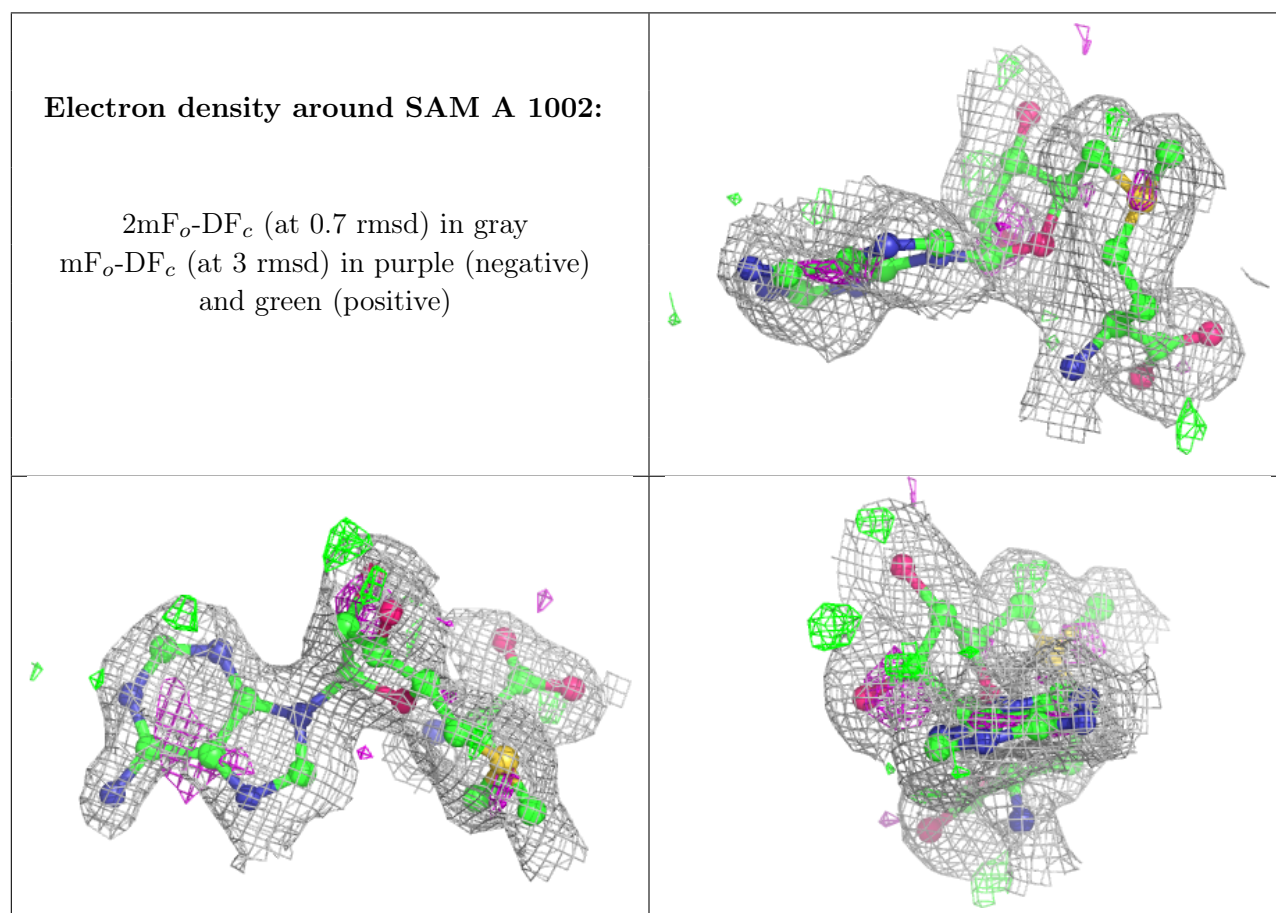 Electron density around SAM A 1002:
2mFo-DFc (at 0.7 rmsd) in gray
mFo-DFc (at 3 rmsd) in purple (negative)
and green (positive)